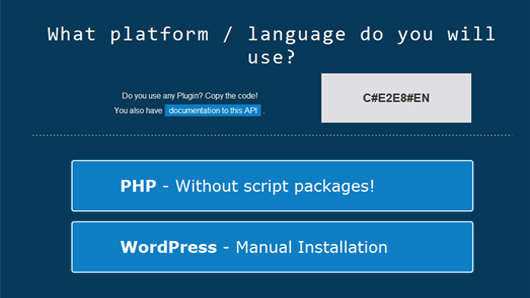 What platform / language do you will
use?
Do you use any Plugin? Copy the code!
You also have documentation to this API .
C#E2E8#EN
PHP - Without script packages!
WordPress - Manual Installation